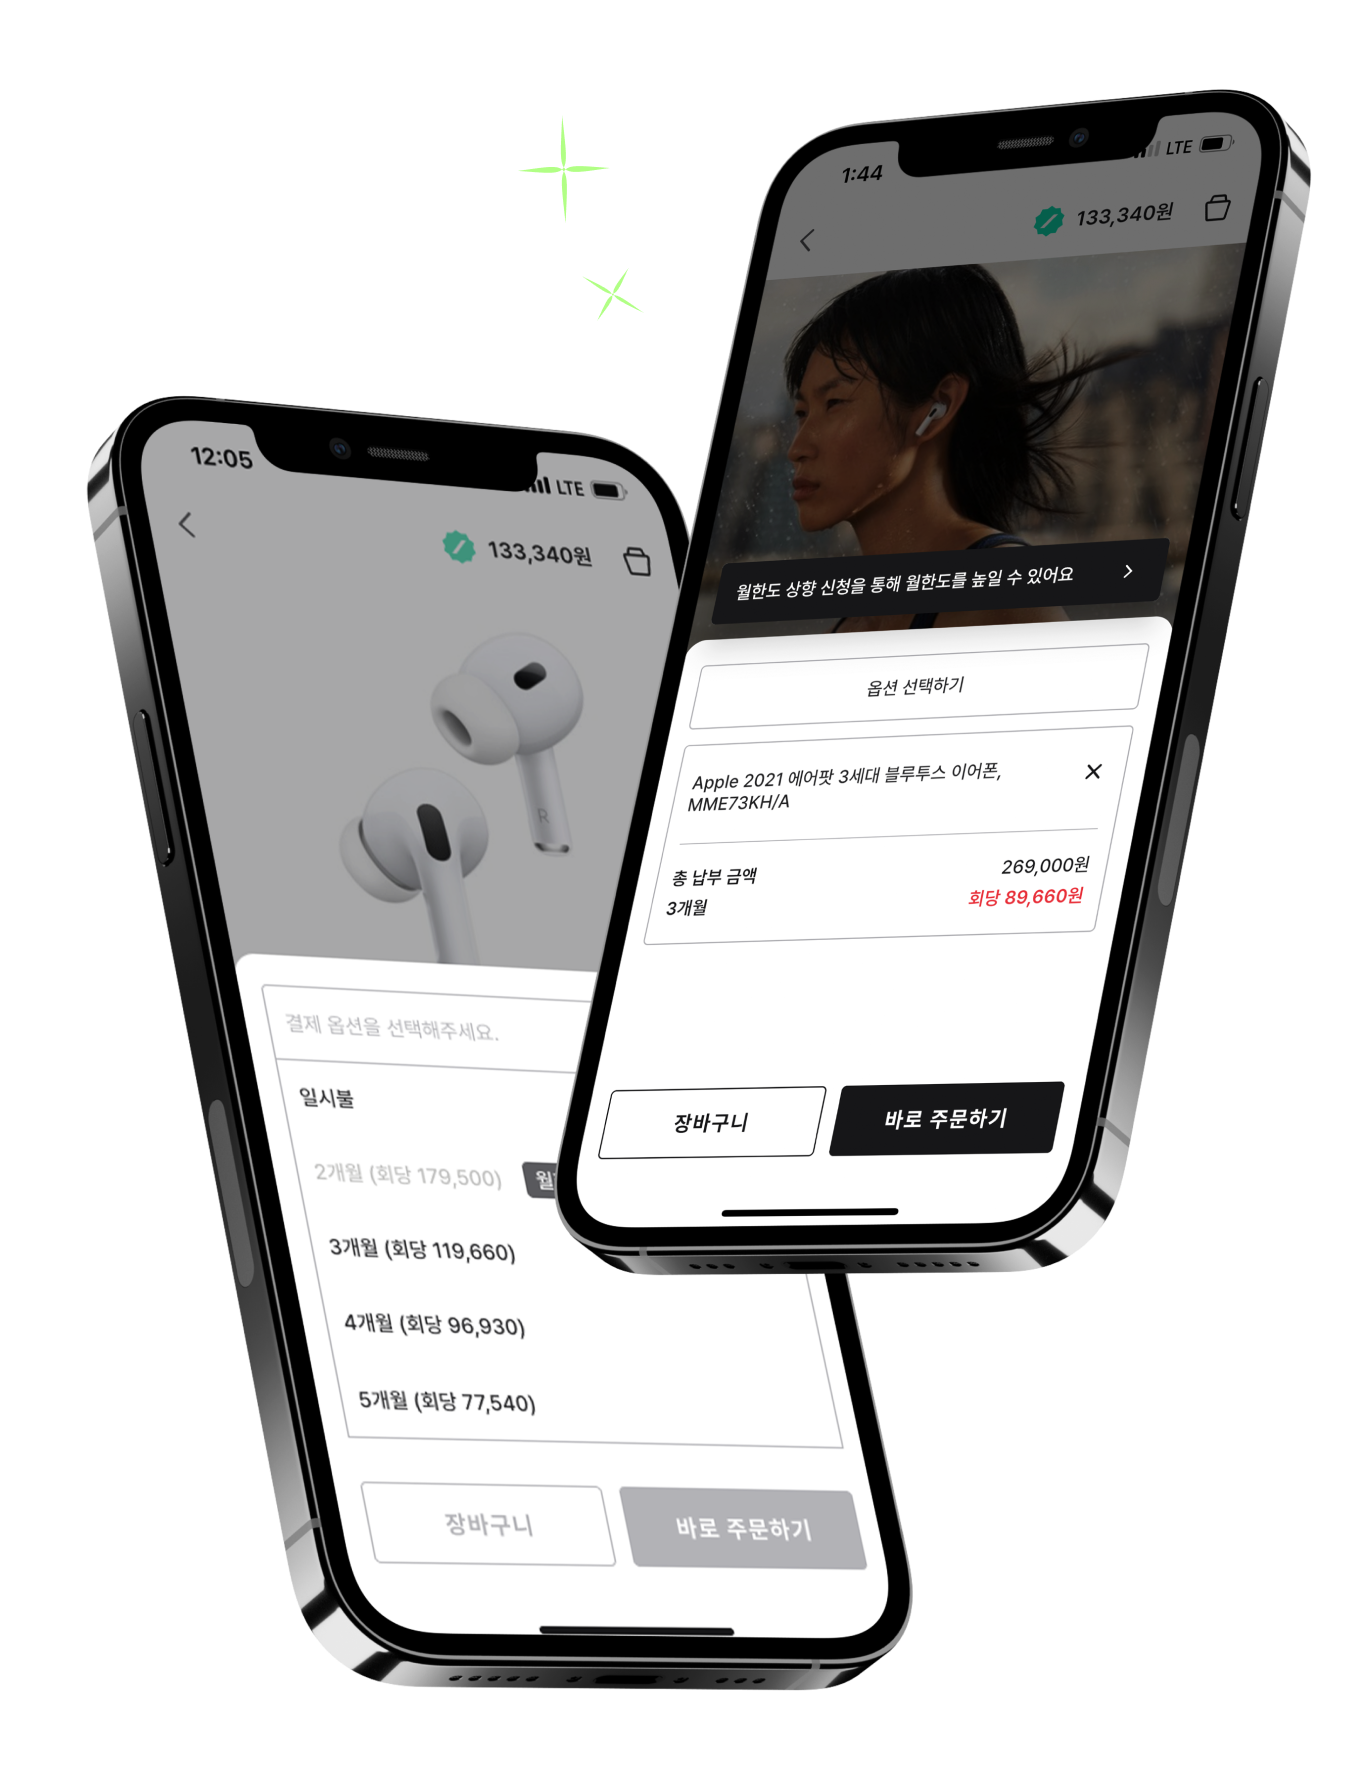 12:05
LTE
133,340원
R
결제 옵션을 선택해주세요.
일시불
2개월 (회당 179,500)
3개월 (회당 119,660)
4개월 (회당 96,930)
5개월 (회당 77,540)
장바구니
바로 주문하기
1:44
LTE
133,340원
월한도 상향 신청을 통해 월한도를 높일 수 있어요
옵션 선택하기
Apple 2021 에어팟 3세대 블루투스 이어폰,
MME73KH/A
총 납부 금액 269,000원
3개월 회당 89,660원
장바구니
바로 주문하기